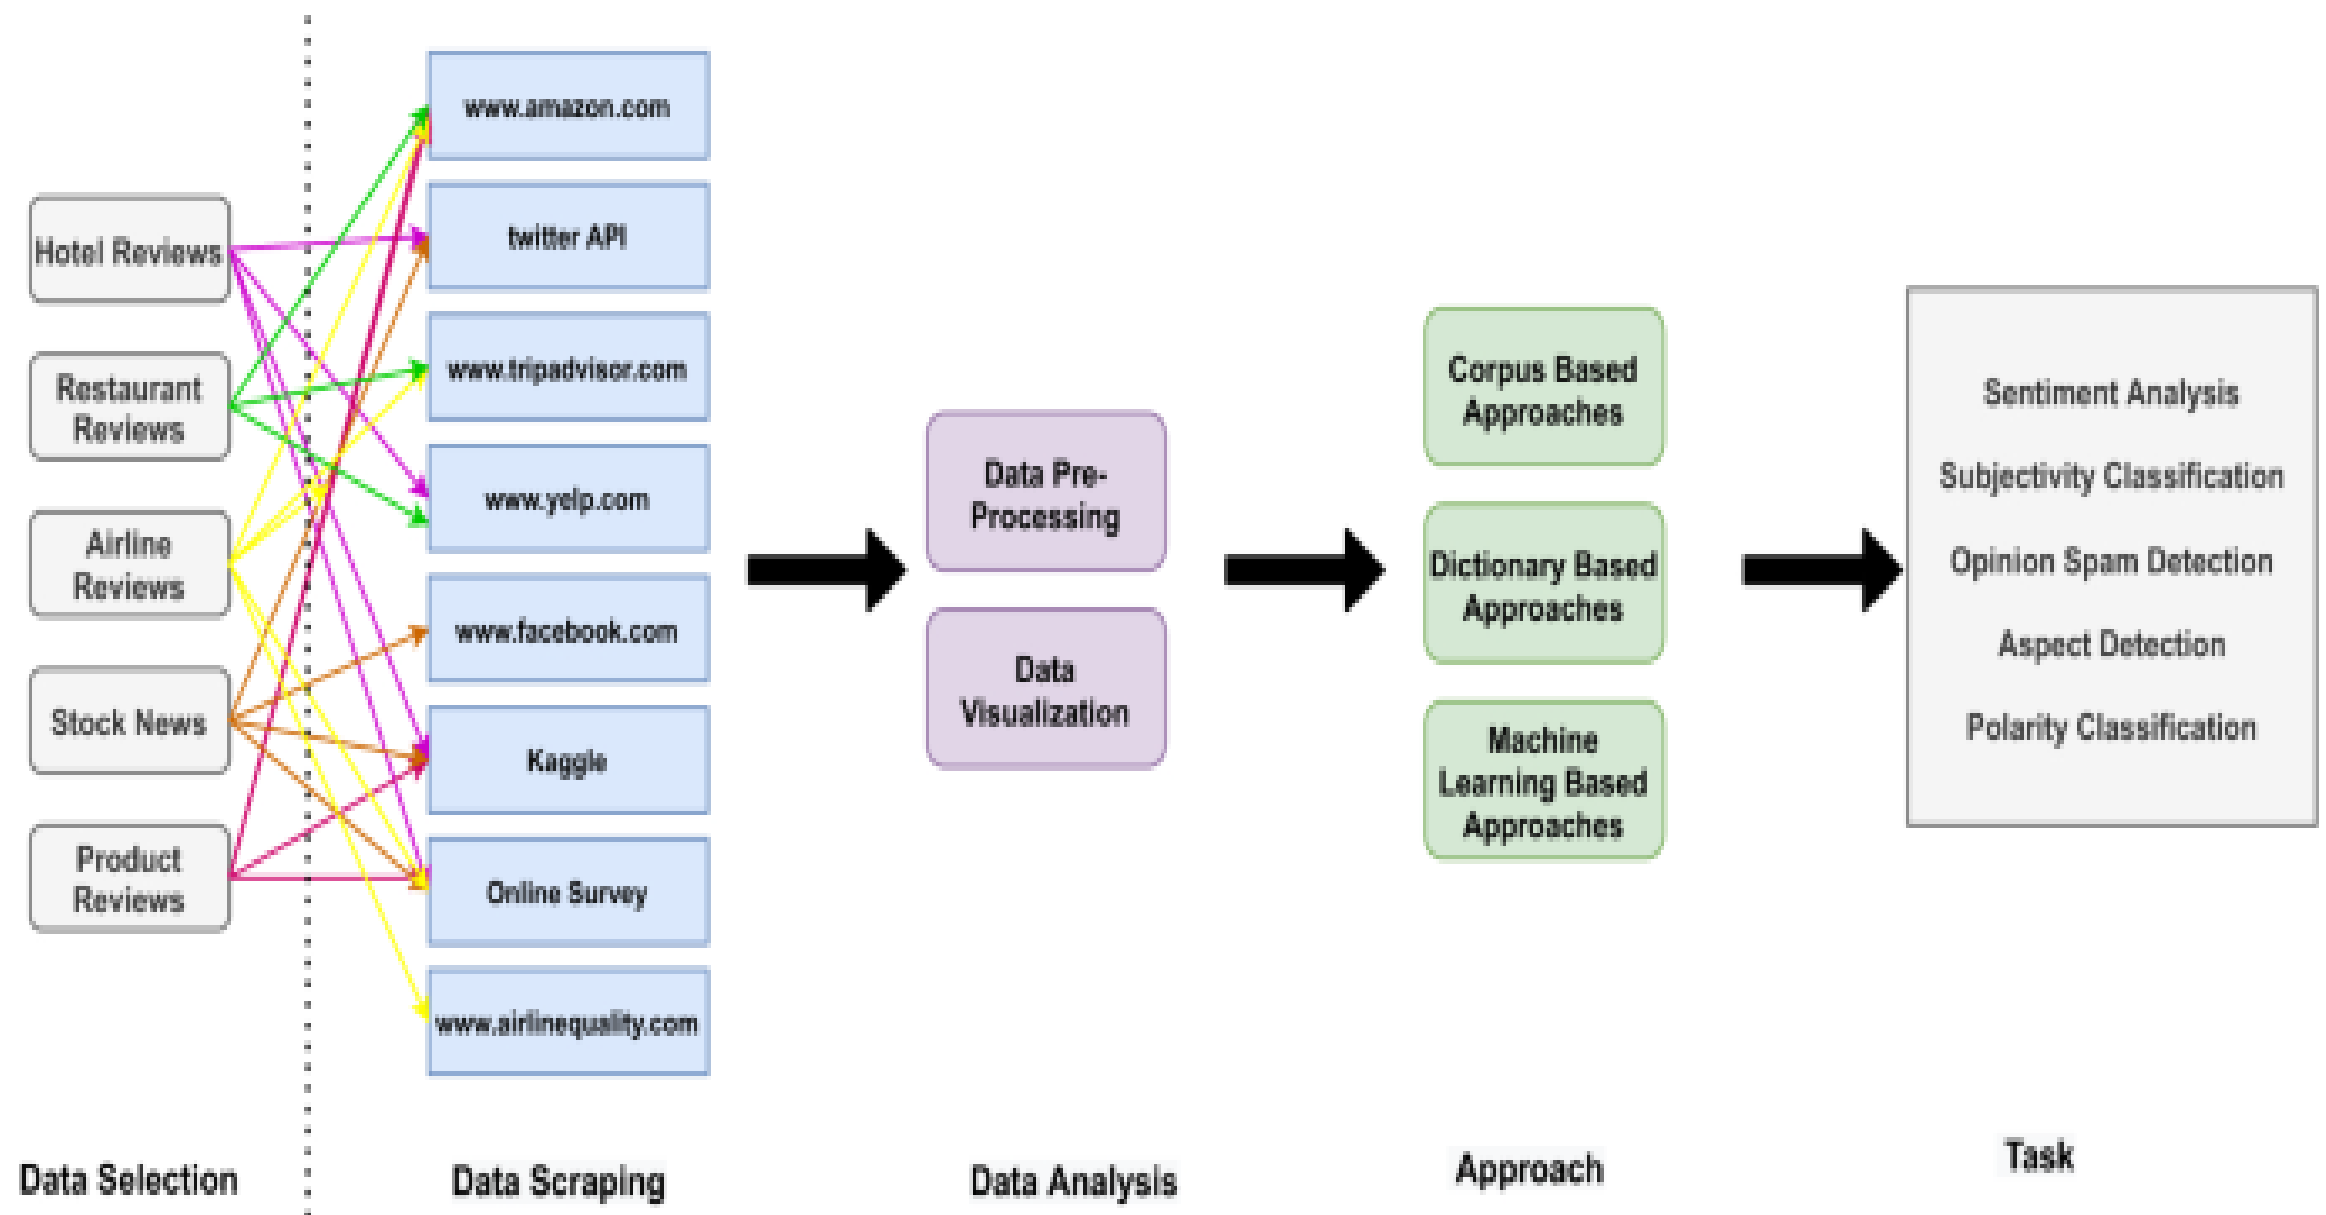 Hotel Reviews
Restaurant
Reviews
Airline
Reviews
Stock News
Product
Reviews
Data Selection
www.amazon.com
twitter API
www.tripadvisor.com
www.yelp.com
www.facebook.com
Kaggle
Online Survey
www.airlinequality.com
Data Scraping
Data Pre-
Processing
Data
Visualization
Data Analysis
Corpus Based
Approaches
Dictionary Based
Approaches
Machine
Learning Based
Approaches
Approach
Sentiment Analysis
Subjectivity Classification
Opinion Spam Detection
Aspect Detection
Polarity Classification
Task